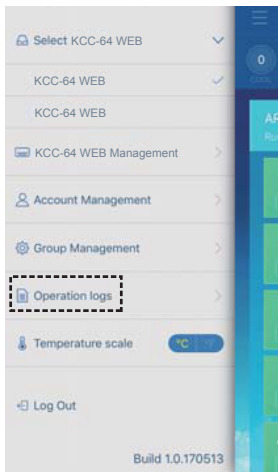 Select KCC-64 WEB
KCC-64 WEB
KCC-64 WEB
KCC-64 WEB Management
Account Management
Group Management
Operation logs
Temperature scale
°C
Log Out
Build 1.0.170513
0